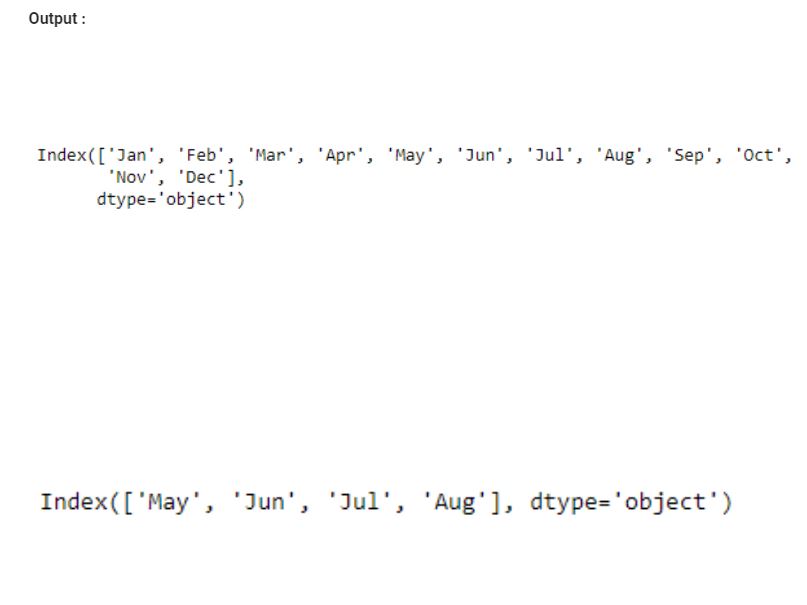 Output :
Index(['Jan', 'Feb', 'Mar', 'Apr', 'May', 'Jun', 'Jul', 'Aug', 'Sep', 'Oct',
'Nov', 'Dec'],
dtype='object')
Index(['May', 'Jun', 'Jul', 'Aug'], dtype='object')